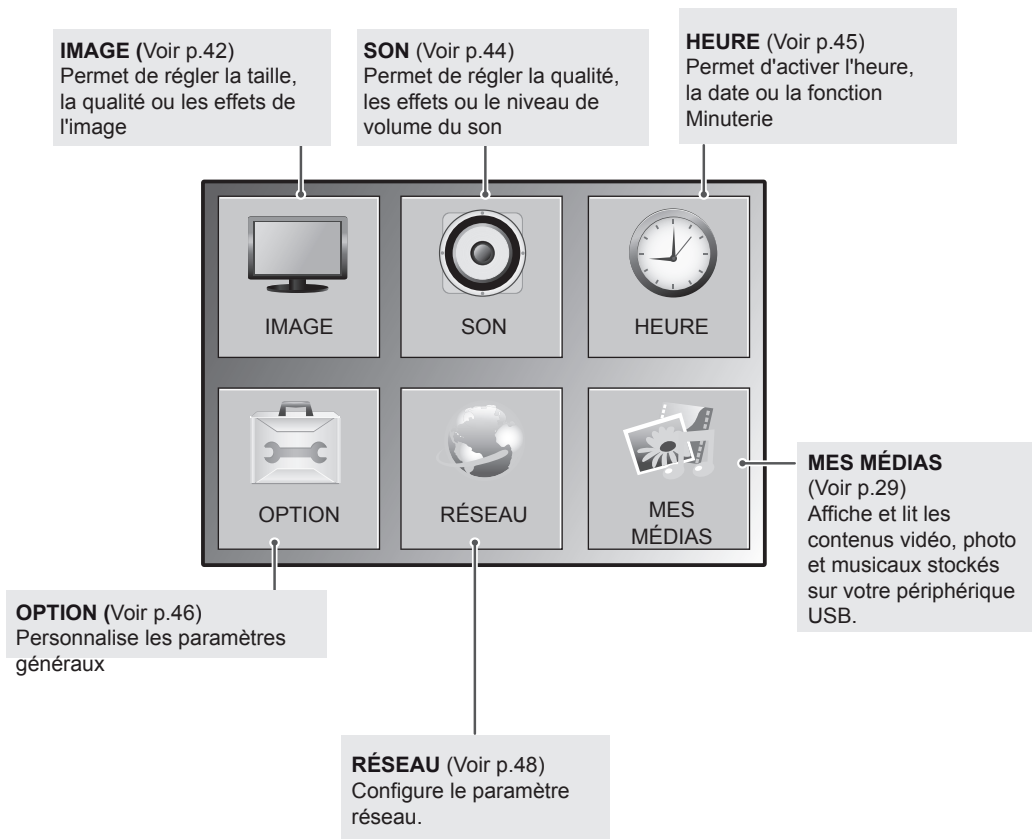 IMAGE (Voir p.42)
Permet de régler la taille,
la qualité ou les effets de
l'image
SON (Voir p.44)
Permet de régler la qualité,
les effets ou le niveau de
volume du son
HEURE (Voir p.45)
Permet d'activer l'heure,
la date ou la fonction
Minuterie
IMAGE
SON
HEURE
OPTION
RÉSEAU
MES
MÉDIAS
MES MÉDIAS
(Voir p.29)
Affiche et lit les
contenus vidéo, photo
et musicaux stockés
sur votre périphérique
USB.
OPTION (Voir p.46)
Personnalise les paramètres
généraux
RÉSEAU (Voir p.48)
Configure le paramètre
réseau.